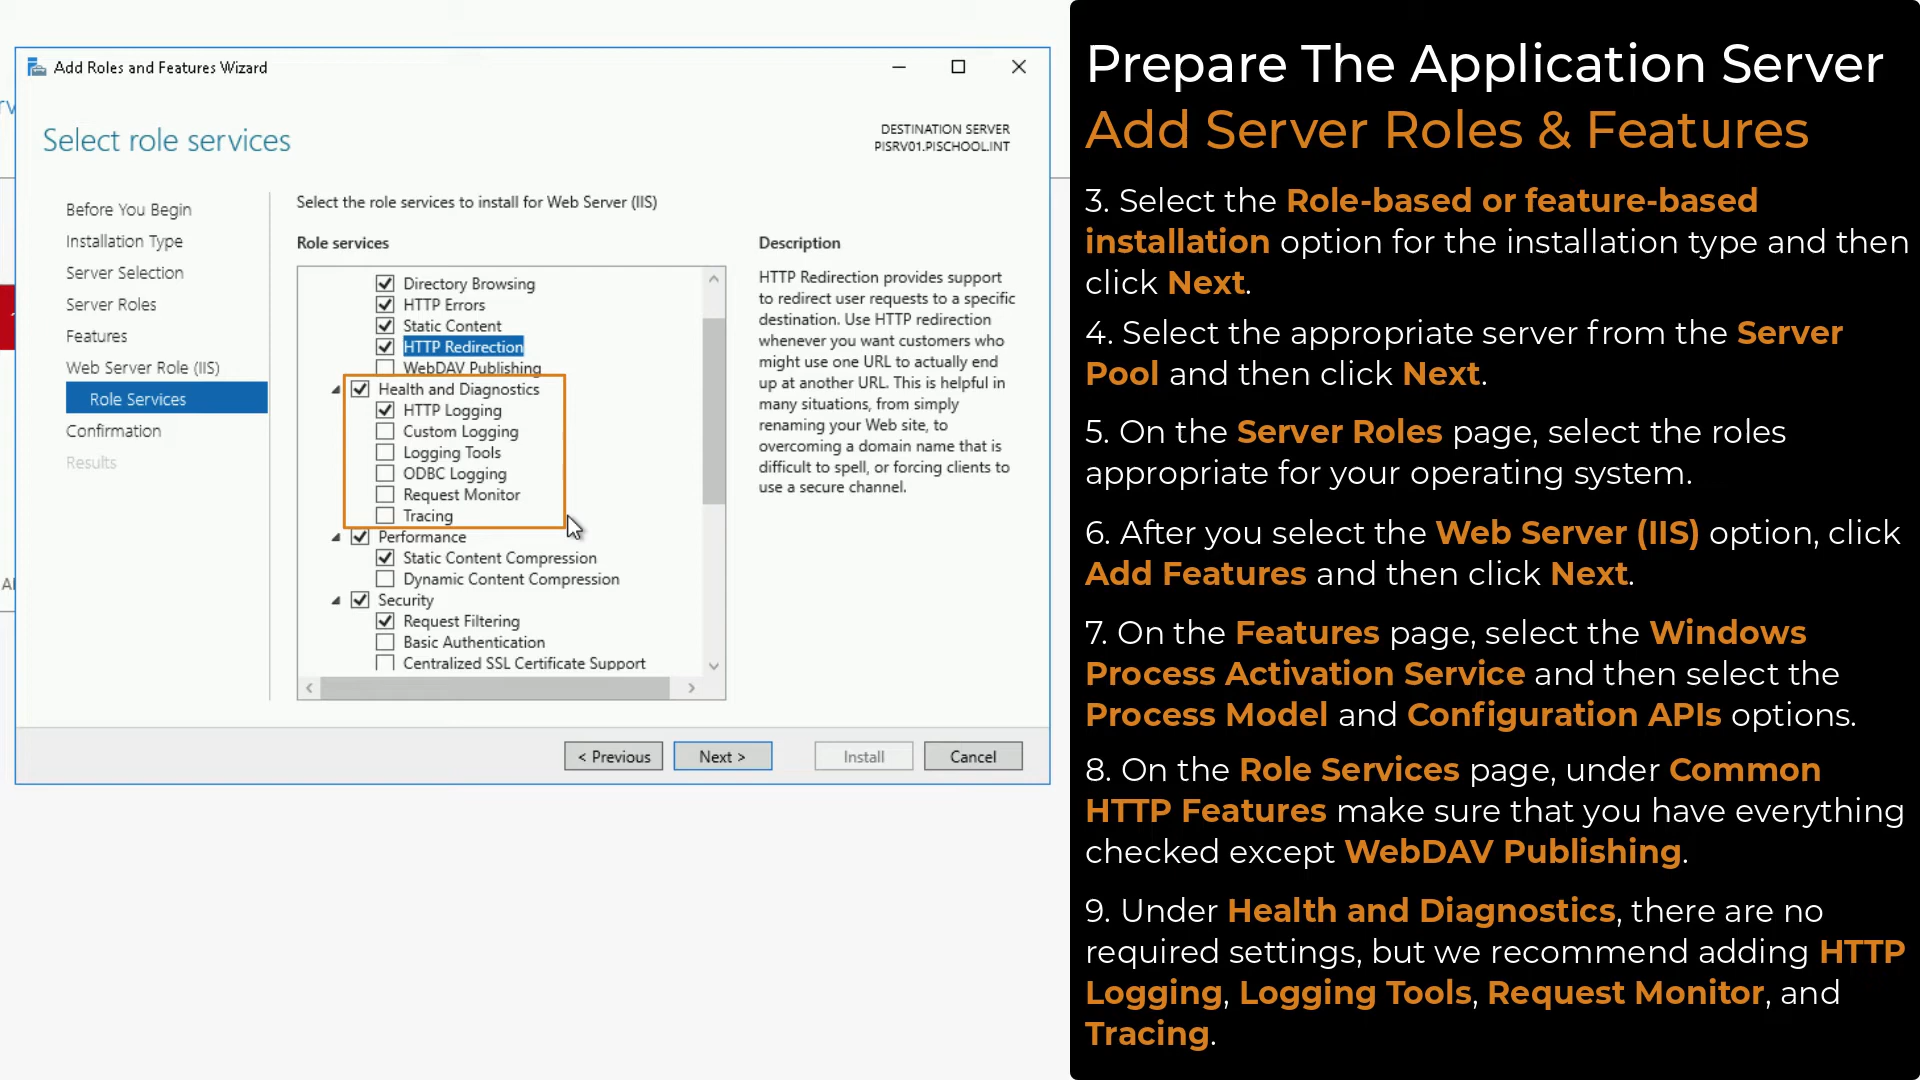 Add Roles and Features Wizard
Select role services
DESTINATION SERVER
PISRV01.PISCHOOL.INT
Before You Begin
Installation Type
Server Selection
Server Roles
Features
Web Server Role (IIS)
Role Services
Confirmation
Results
Select the role services to install for Web Server (IIS)
Role services
Directory Browsing
HTTP Errors
Static Content
HTTP Redirection
WebDAV Publishing
Health and Diagnostics
HTTP Logging
Custom Logging
Logging Tools
ODBC Logging
Request Monitor
Tracing
Performance
Static Content Compression
Dynamic Content Compression
Security
Request Filtering
Basic Authentication
Centralized SSL Certificate Support
Description
HTTP Redirection provides support
to redirect user requests to a specific
destination. Use HTTP redirection
whenever you want customers who
might use one URL to actually end
up at another URL. This is helpful in
many situations, from simply
renaming your Web site, to
overcoming a domain name that is
difficult to spell, or forcing clients to
use a secure channel.
< Previous
Next >
Install
Cancel
Prepare The Application Server
Add Server Roles & Features
3. Select the Role-based or feature-based
installation option for the installation type and then
click Next.
4. Select the appropriate server from the Server
Pool and then click Next.
5. On the Server Roles page, select the roles
appropriate for your operating system.
6. After you select the Web Server (IIS) option, click
Add Features and then click Next.
7. On the Features page, select the Windows
Process Activation Service and then select the
Process Model and Configuration APIs options.
8. On the Role Services page, under Common
HTTP Features make sure that you have everything
checked except WebDAV Publishing.
9. Under Health and Diagnostics, there are no
required settings, but we recommend adding HTTP
Logging, Logging Tools, Request Monitor, and
Tracing.